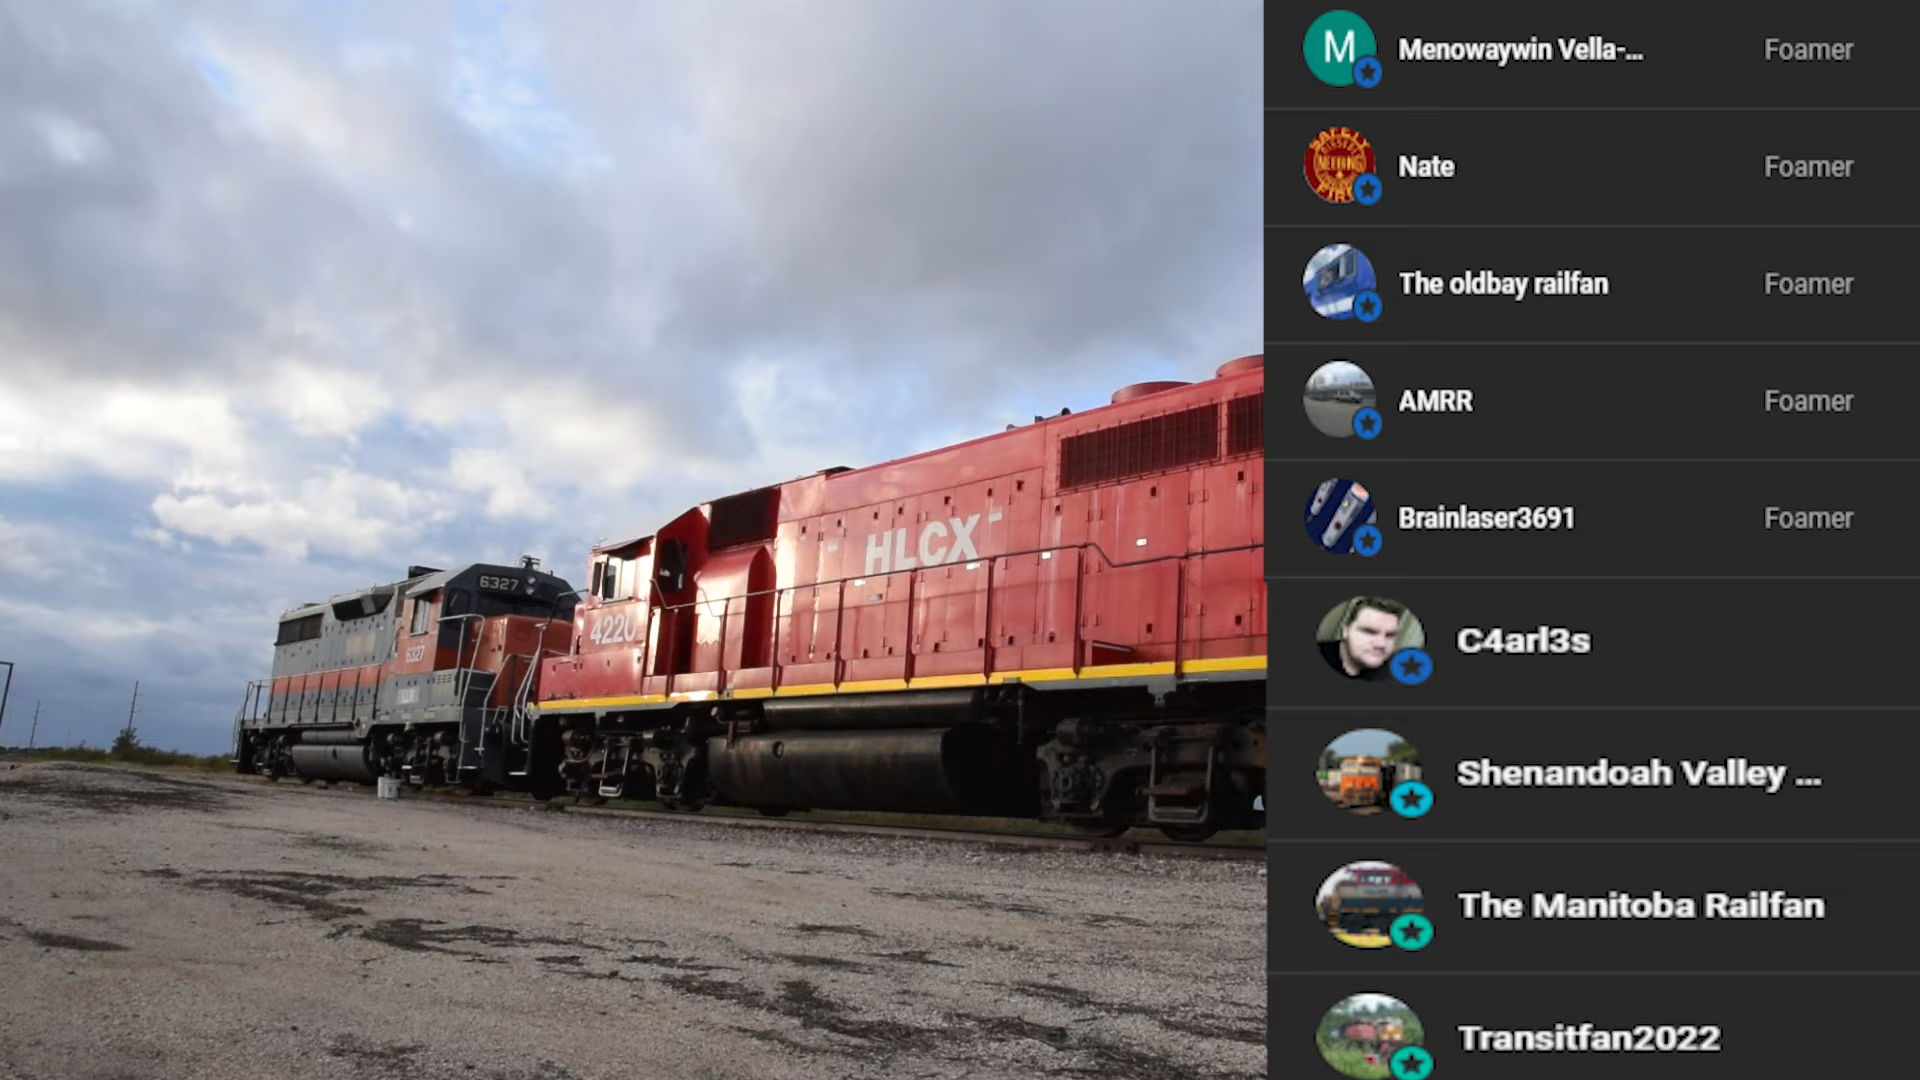 6327
6327
4220
HLCX
M
Menowaywin Vella-...
Foamer
Nate
Foamer
The oldbay railfan
Foamer
AMRR
Foamer
Brainlaser3691
Foamer
C4arl3s
Shenandoah Valley ...
The Manitoba Railfan
Transitfan2022